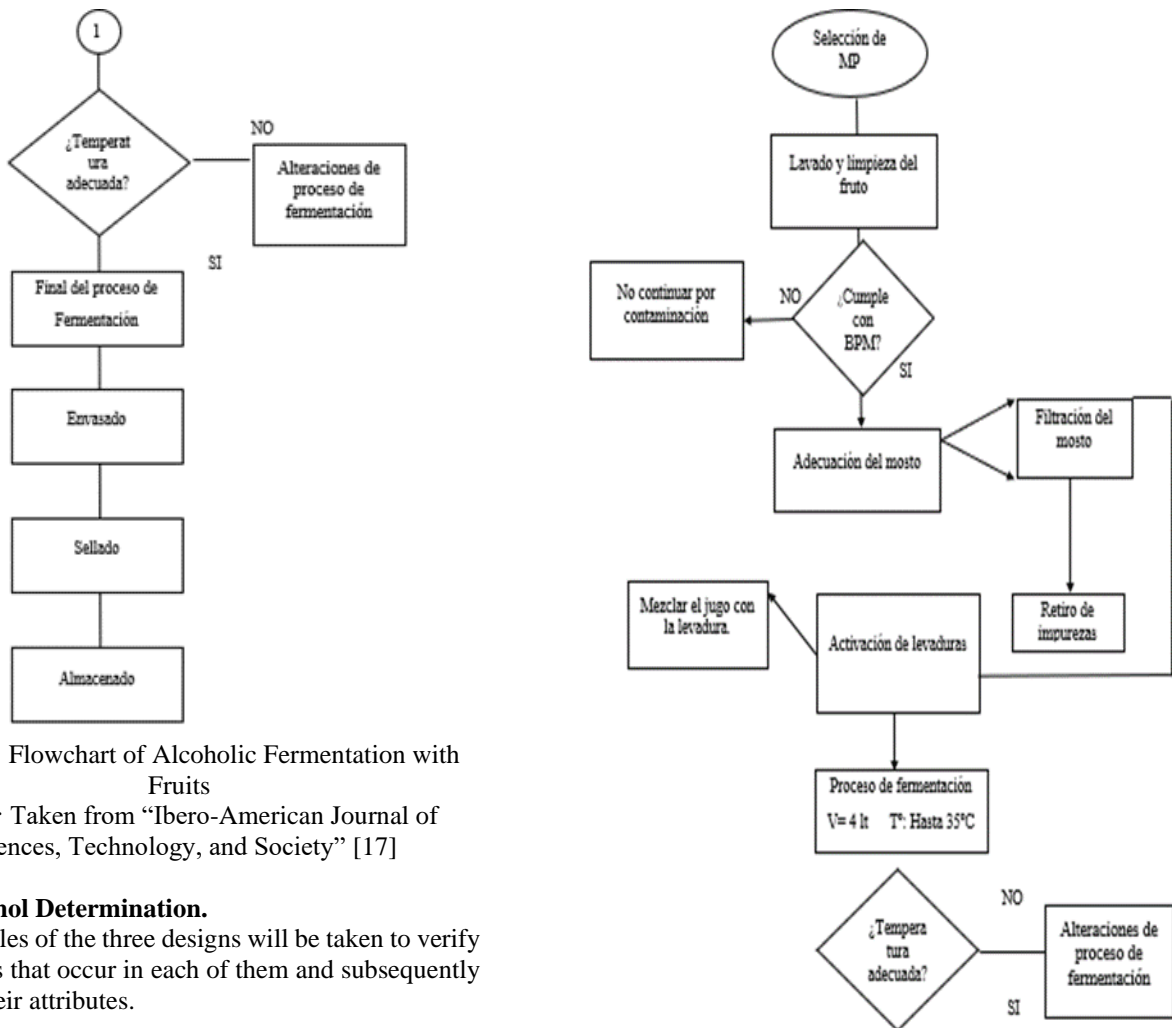 1
¿Temperat
ura
adecuada?
NO
Alteraciones de
proceso de
fermentación
SI
Final del proceso de
Fermentación
Envasado
Sellado
Almacenado
Flowchart of Alcoholic Fermentation with
Fruits
Taken from “Ibero-American Journal of
ences, Technology, and Society” [17]
nol Determination.
les of the three designs will be taken to verify
s that occur in each of them and subsequently
eir attributes.
Selección de
MP
Lavado y limpieza del
fruto
¿Cumple
con
BPM?
NO
No continuar por
contaminación
SI
Adecuación del mosto
Filtración del
mosto
Retiro de
impurezas
Activación de levaduras
Mezclar el jugo con
la levadura.
Proceso de fermentación
V= 4 lt T°: Hasta 35°C
¿Tempera
tura
adecuada?
NO
Alteraciones de
proceso de
fermentación
SI